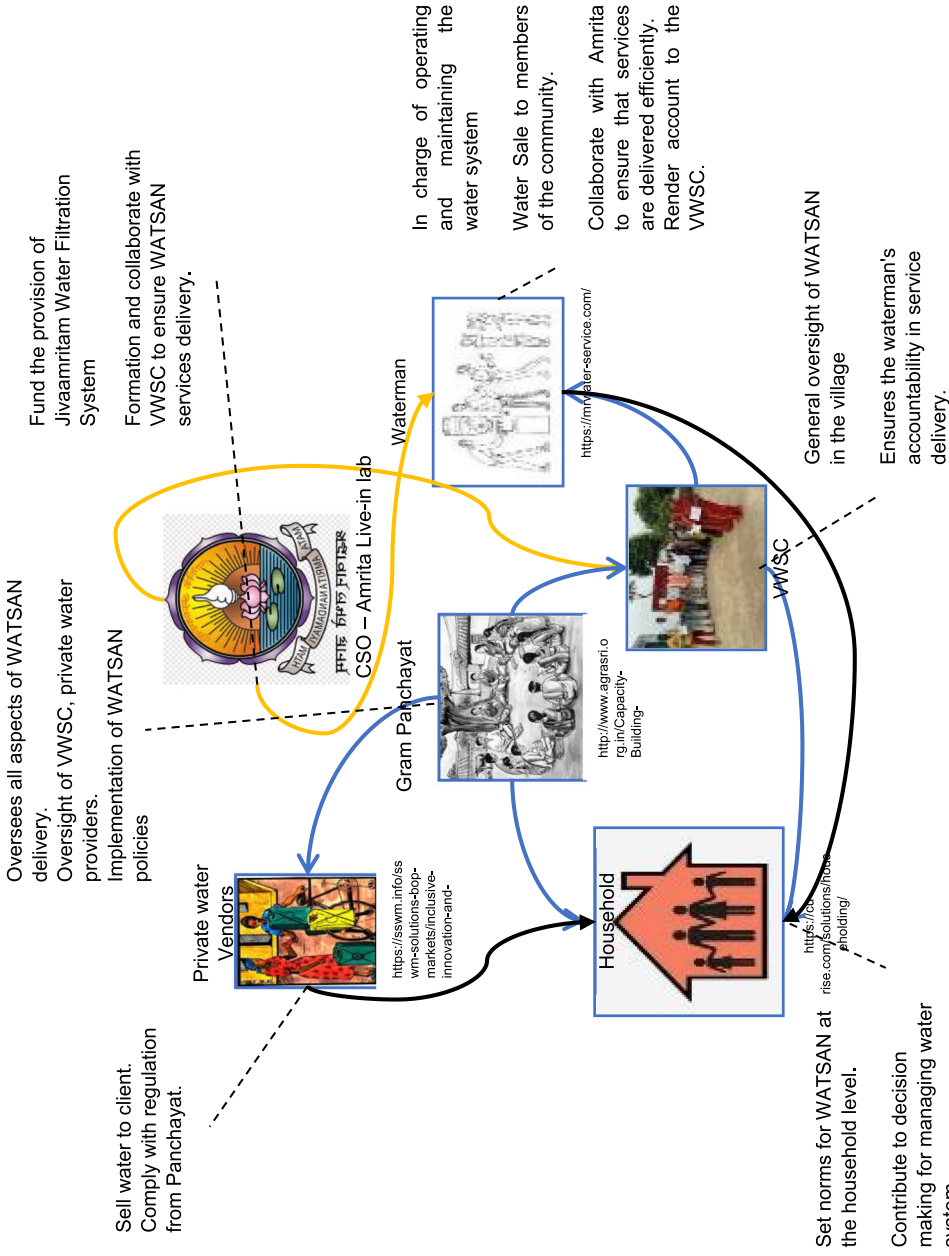 Sell water to client.
Comply with regulation
from Panchayat.
Oversees all aspects of WATSAN
delivery.
Oversight of VWSC, private water
providers.
Implementation of WATSAN
policies
Fund the provision of
Jivaamritam Water Filtration
System
Formation and collaborate with
VWSC to ensure WATSAN
services delivery.
Private water
Vendors
https://sswm.info/ss
wm-solutions-bop-
markets/inclusive-
innovation-and-
CSO – Amrita Live-in lab
Gram Panchayat
http://www.agrasri.o
rg.in/Capacity-
Building-
Waterman
https://mrwater-service.com/
In charge of operating
and maintaining the
water system
Water Sale to members
of the community.
Collaborate with Amrita
to ensure that services
are delivered efficiently.
Render account to the
VWSC.
Household
rise.com/solutions/hous
eholding/
VWSC
Set norms for WATSAN at
the household level.
Contribute to decision
making for managing water
General oversight of WATSAN
in the village
Ensures the waterman's
accountability in service
delivery.